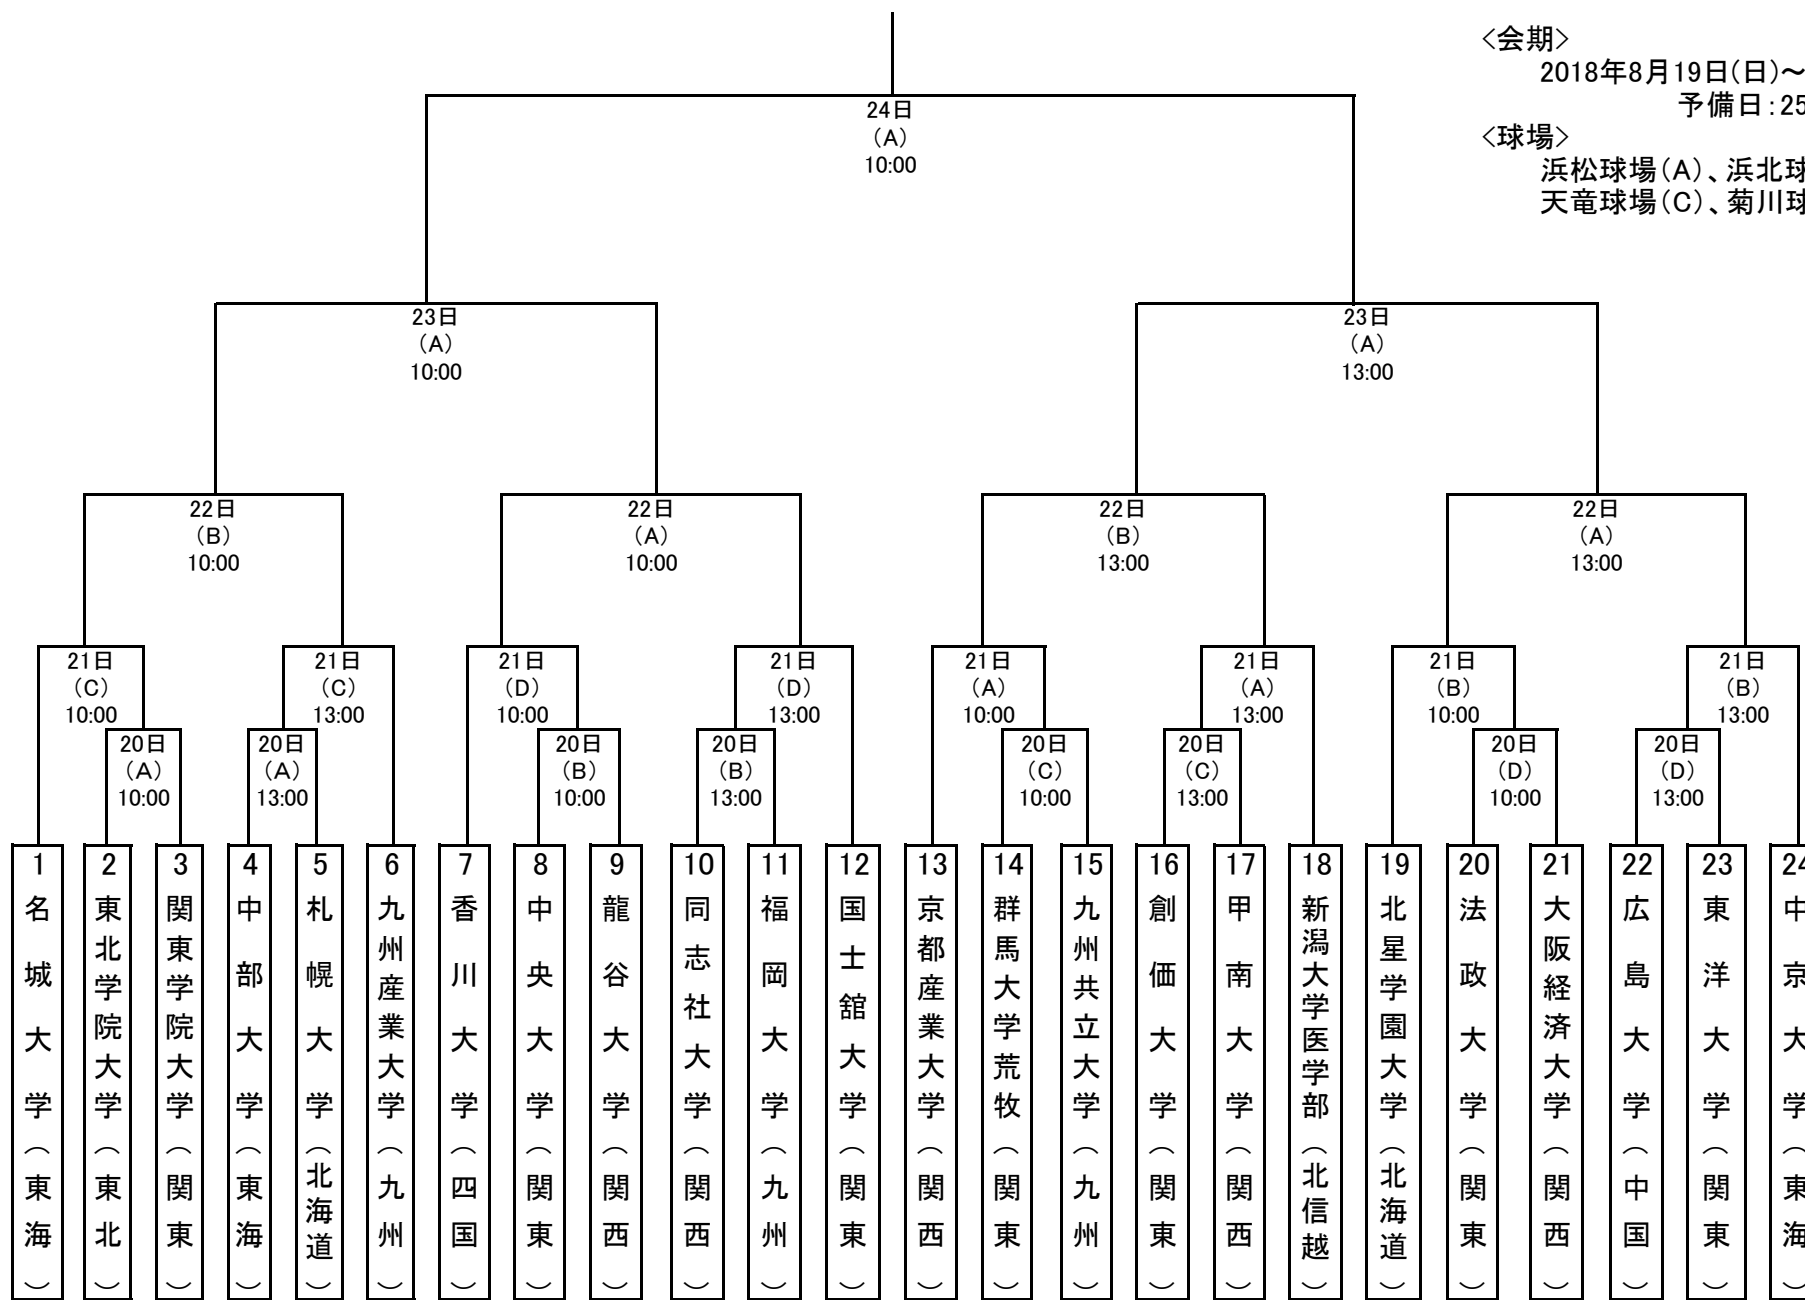 <会期>
2018年8月19日(日)～
予備日:25
<球場>
浜松球場(A)、浜北球
天竜球場(C)、菊川球
24日
(A)
10:00
23日
(A)
10:00
23日
(A)
13:00
22日
(B)
10:00
22日
(A)
10:00
22日
(B)
13:00
22日
(A)
13:00
21日
(C)
10:00
21日
(C)
13:00
21日
(D)
10:00
21日
(D)
13:00
21日
(A)
10:00
21日
(A)
13:00
21日
(B)
10:00
21日
(B)
13:00
20日
(A)
10:00
20日
(A)
13:00
20日
(B)
10:00
20日
(B)
13:00
20日
(C)
10:00
20日
(C)
13:00
20日
(D)
10:00
20日
(D)
13:00
1
名城大学(東海)
2
東北学院大学(東北)
3
関東学院大学(関東)
4
中部大学(東海)
5
札幌大学(北海道)
6
九州産業大学(九州)
7
香川大学(四国)
8
中央大学(関東)
9
龍谷大学(関西)
10
同志社大学(関西)
11
福岡大学(九州)
12
国士舘大学(関東)
13
京都産業大学(関西)
14
群馬大学荒牧(関東)
15
九州共立大学(九州)
16
創価大学(関東)
17
甲南大学(関西)
18
新潟大学医学部(北信越)
19
北星学園大学(北海道)
20
法政大学(関東)
21
大阪経済大学(関西)
22
広島大学(中国)
23
東洋大学(関東)
24
中京大学(東海)